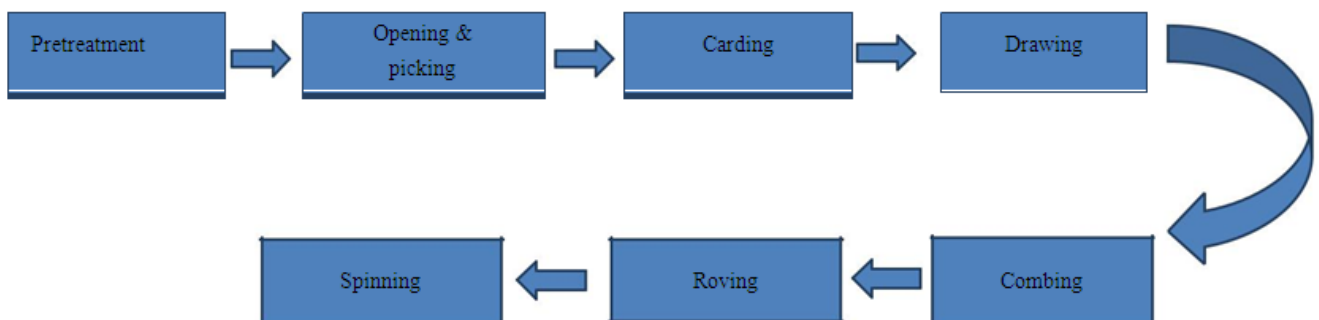 Pretreatment
Opening &
picking
Carding
Drawing
Combing
Roving
Spinning